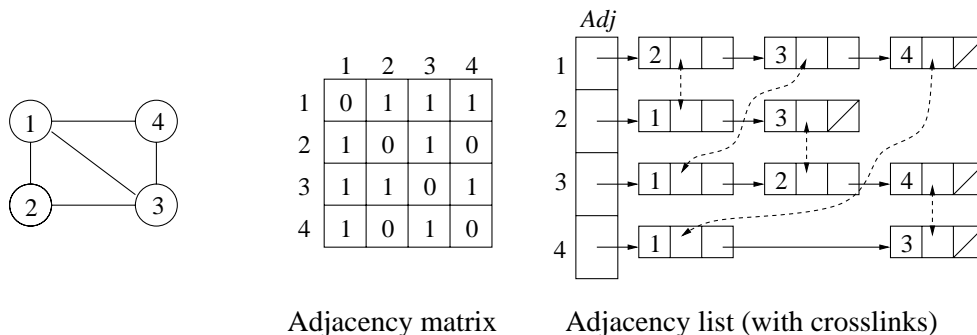 1 4
2 3
1 2 3 4
1 0 1 1 1
2 1 0 1 0
3 1 1 0 1
4 1 0 1 0
Adjacency matrix
Adj
1 2 3 4
2 1 3
3 1 2 4
4 1 3
Adjacency list (with crosslinks)